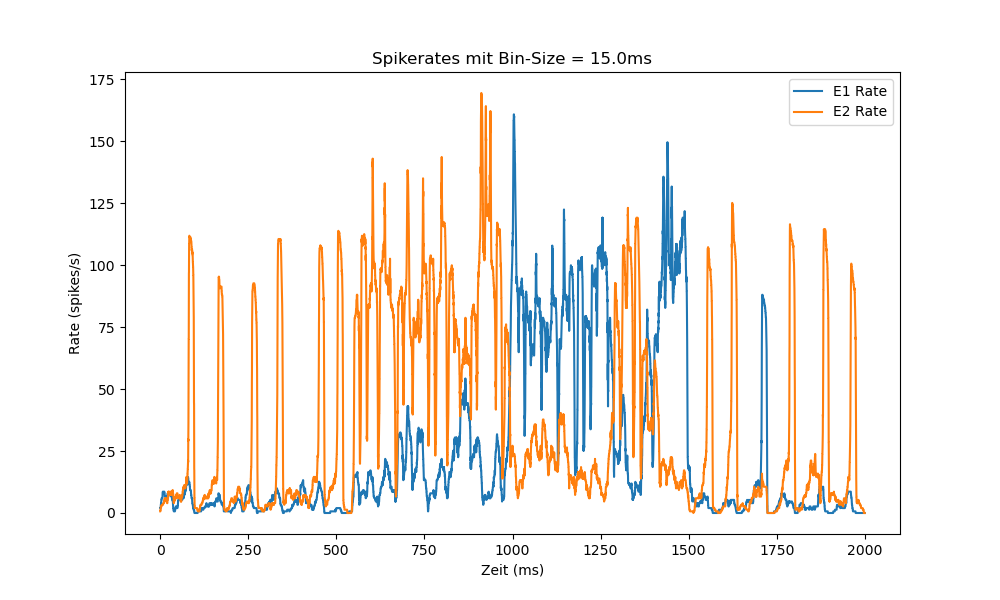 Spikerates mit Bin-Size = 15.0ms
E1 Rate
E2 Rate
175
150
125
100
75
50
25
0
Rate (spikes/s)
0 250 500 750 1000 1250 1500 1750 2000
Zeit (ms)